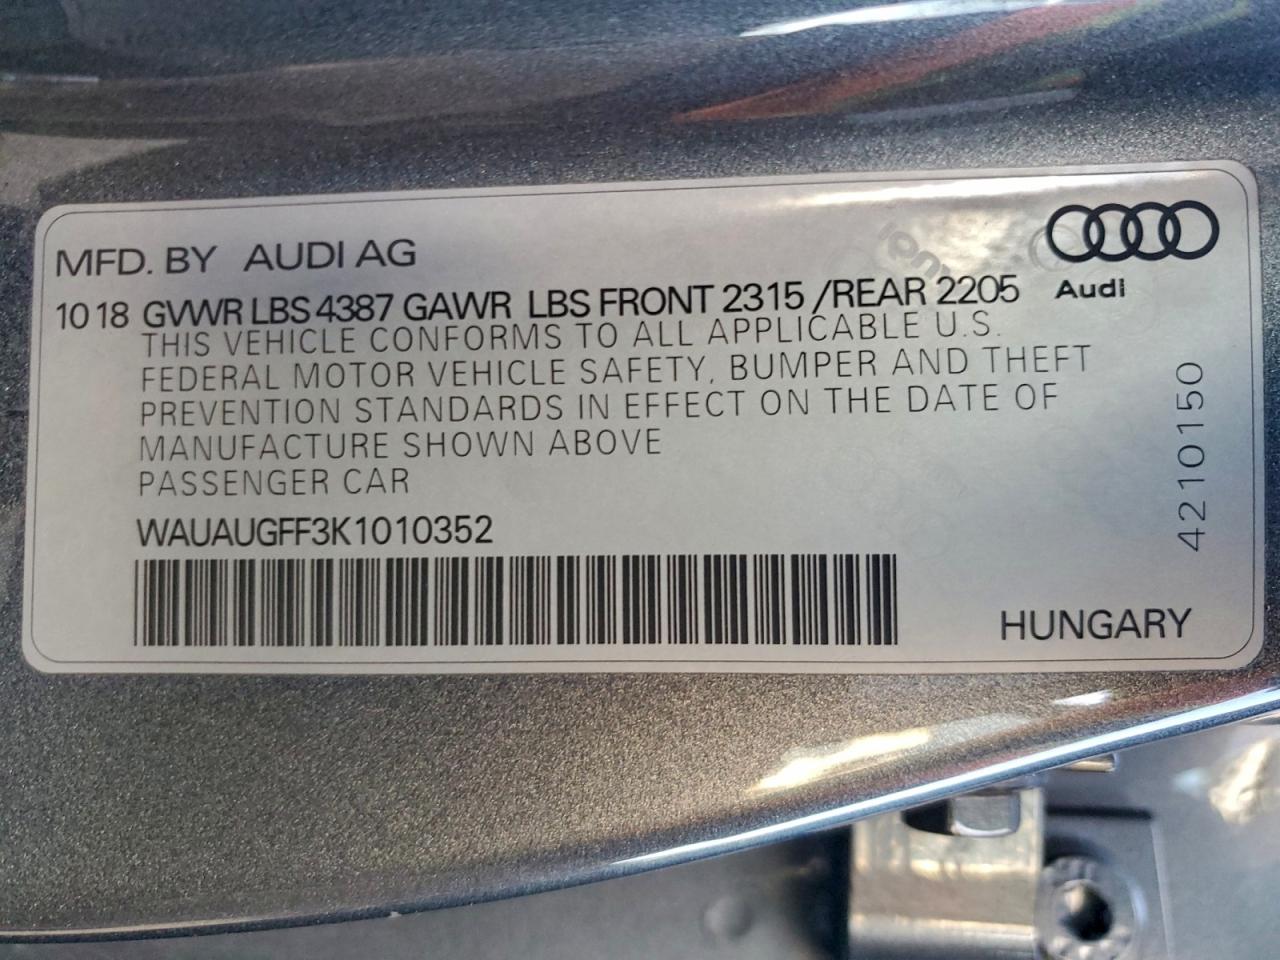 MFD. BY AUDI AG
10 18 GVWR LBS 4387 GAWR LBS FRONT 2315 /REAR 2205
Audi
THIS VEHICLE CONFORMS TO ALL APPLICABLE U.S.
FEDERAL MOTOR VEHICLE SAFETY, BUMPER AND THEFT
PREVENTION STANDARDS IN EFFECT ON THE DATE OF
MANUFACTURE SHOWN ABOVE
PASSENGER CAR
WAUAUGFF3K1010352
4210150
HUNGARY